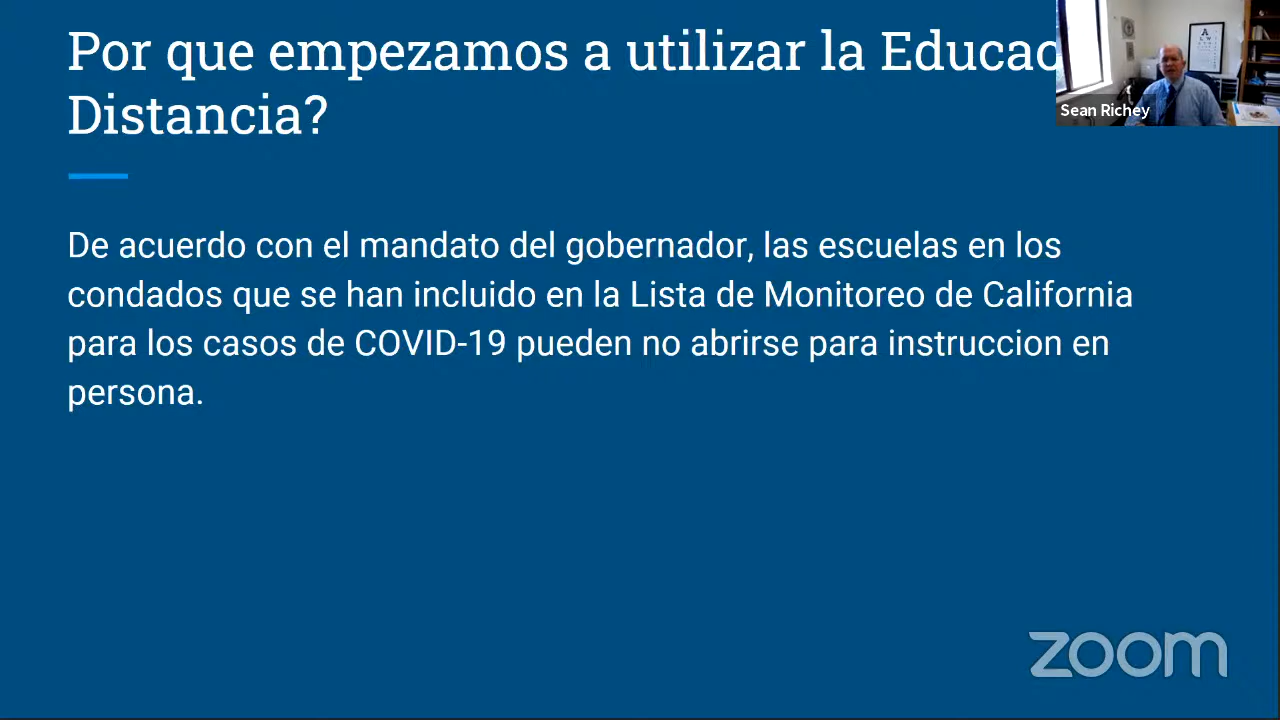 Por que empezamos a utilizar la Educac
Distancia?
Sean Richey
De acuerdo con el mandato del gobernador, las escuelas en los
condados que se han incluido en la Lista de Monitoreo de California
para los casos de COVID-19 pueden no abrirse para instruccion en
persona.
zoom